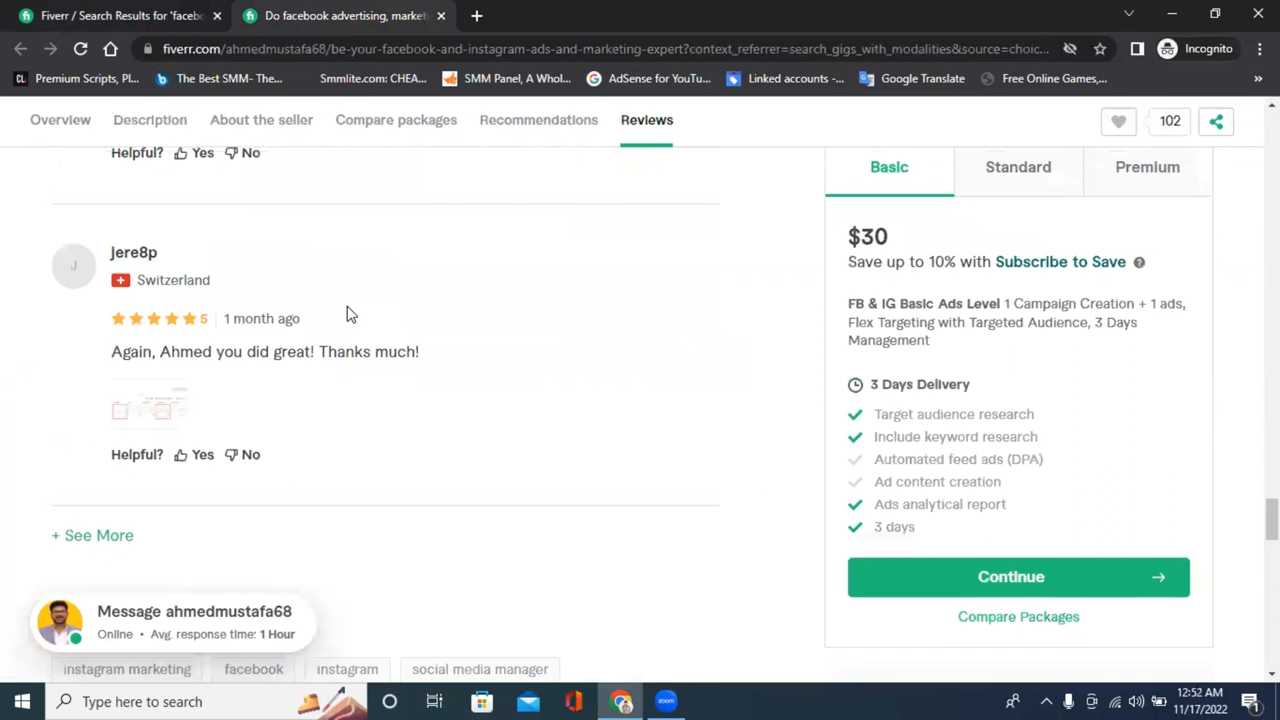 Fiverr / Search Results for 'facebo
Do facebook advertising, marketi
fiverr.com/ahmedmustafa68/be-your-facebook-and-instagram-ads-and-marketing-expert?context_referrer=search_gigs_with_modalities&source=choic...
Incognito
Premium Scripts, Pl...
The Best SMM- The...
Smmlite.com: CHEA...
SMM Panel, A Whol...
AdSense for YouTu...
Linked accounts -...
Google Translate
Free Online Games,...
»
Overview
Description
About the seller
Compare packages
Recommendations
Reviews
102
Helpful? Yes No
Basic
Standard
Premium
J
Jere8p
Switzerland
5 | 1 month ago
Again, Ahmed you did great! Thanks much!
Helpful? Yes No
+ See More
$30
Save up to 10% with Subscribe to Save
FB & IG Basic Ads Level 1 Campaign Creation + 1 ads,
Flex Targeting with Targeted Audience, 3 Days
Management
3 Days Delivery
Target audience research
Include keyword research
Automated feed ads (DPA)
Ad content creation
Ads analytical report
3 days
Continue
Compare Packages
Message ahmedmustafa68
Online • Avg. response time: 1 Hour
instagram marketing
facebook
instagram
social media manager
Type here to search
zoom
12:52 AM
11/17/2022
1